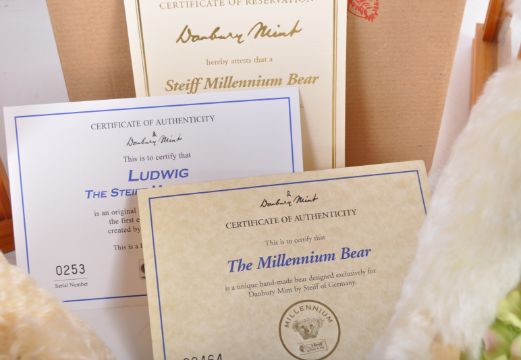 CERTIFICATE OF RESERVATION
Danbury Mint
hereby attests that a
Steiff Millennium Bear
CERTIFICATE OF AUTHENTICITY
&
Danbury Mint
This is to certify that
LUDWIG
THE STEIFF
is an original
the first e
created by
This is a l
0253
Serial Number
&
Danbury Mint
CERTIFICATE OF AUTHENTICITY
This is to certify that
The Millennium Bear
is a unique hand-made bear designed exclusively for
Danbury Mint by Steiff of Germany.
MILLENNIUM